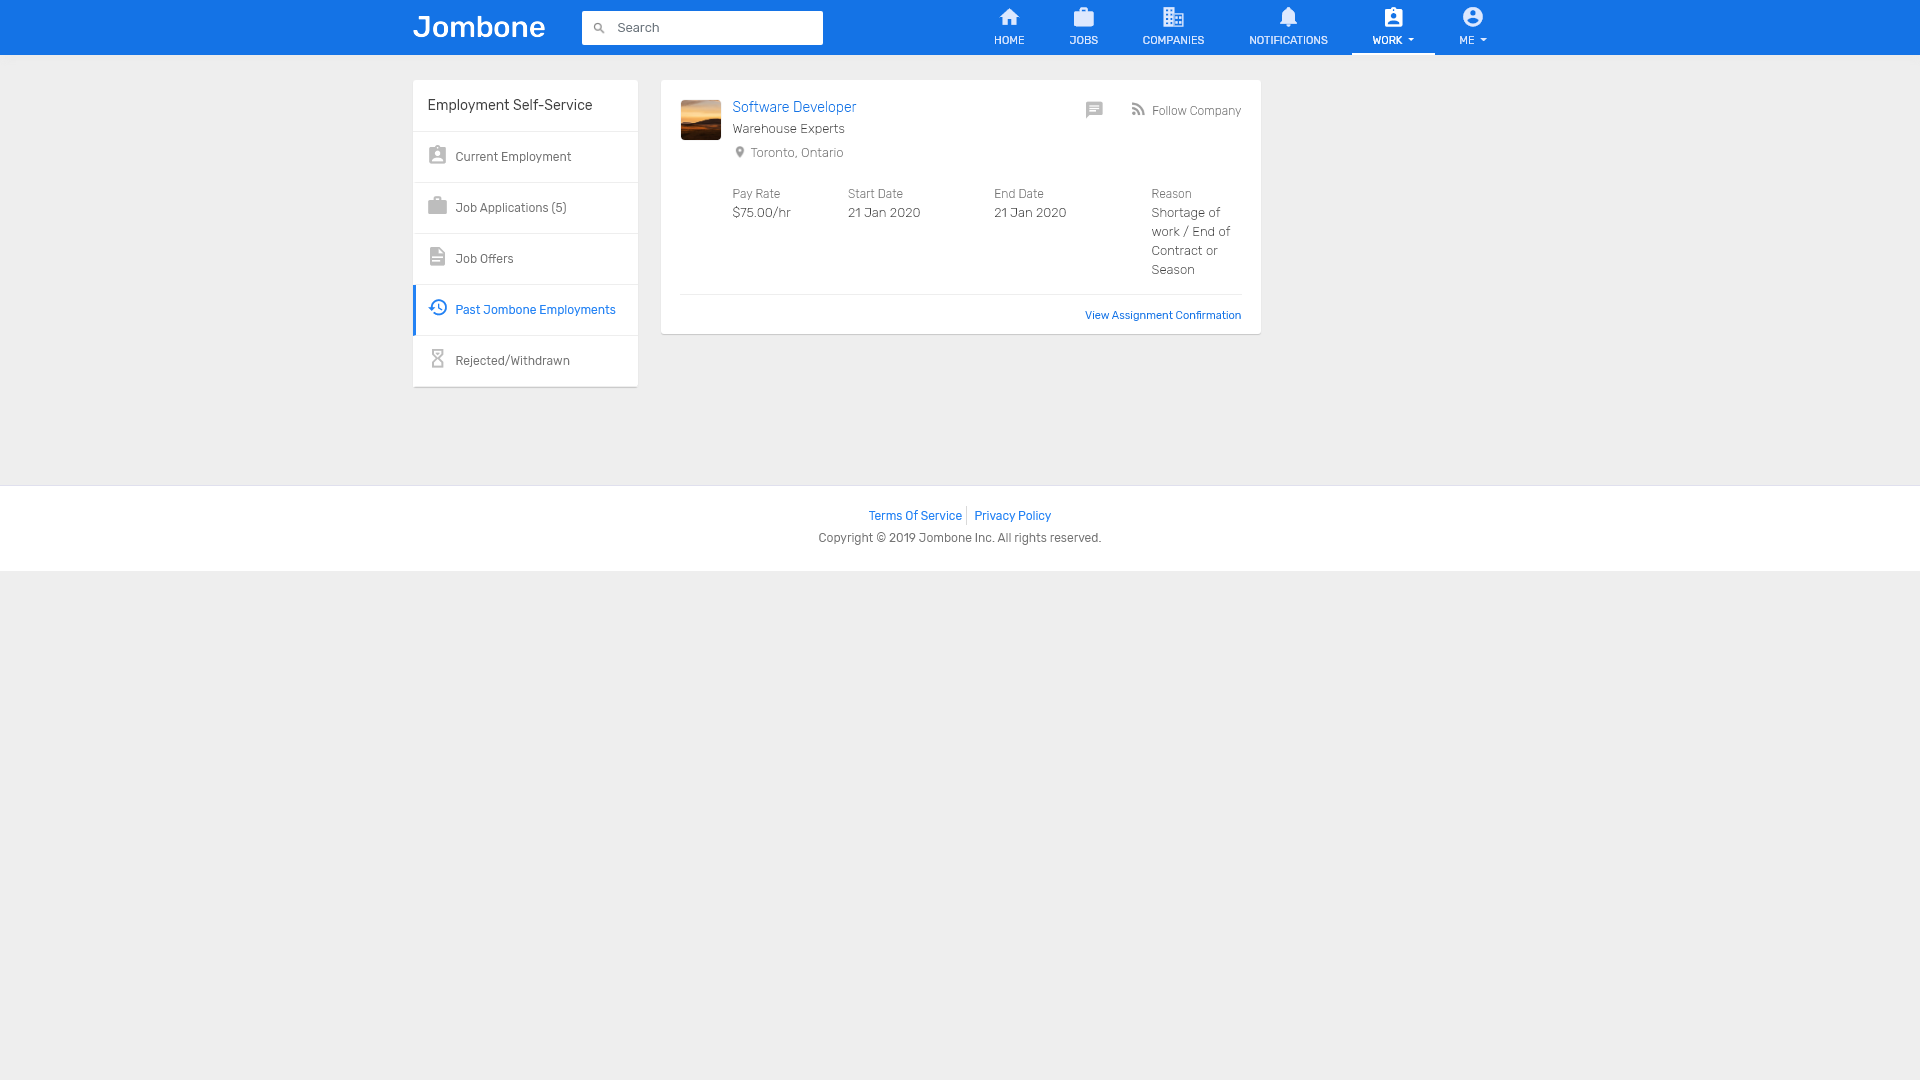 Jombone
Search
HOME
JOBS
COMPANIES
NOTIFICATIONS
WORK
ME
Employment Self-Service
Current Employment
Job Applications (5)
Job Offers
Past Jombone Employments
Rejected/Withdrawn
Software Developer
Warehouse Experts
Toronto, Ontario
Follow Company
Pay Rate
$75.00/hr
Start Date
21 Jan 2020
End Date
21 Jan 2020
Reason
Shortage of
work / End of
Contract or
Season
View Assignment Confirmation
Terms Of Service Privacy Policy
Copyright © 2019 Jombone Inc. All rights reserved.